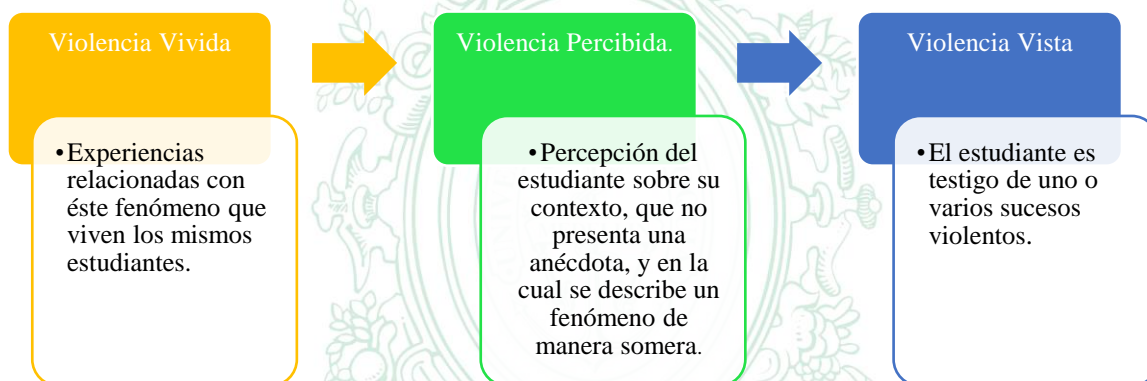 Violencia Vivida
•Experiencias
relacionadas con
éste fenómeno que
viven los mismos
estudiantes.
Violencia Percibida.
•Percepción del
estudiante sobre su
contexto, que no
presenta una
anécdota, y en la
cual se describe un
fenómeno de
manera somera.
Violencia Vista
•El estudiante es
testigo de uno o
varios sucesos
violentos.